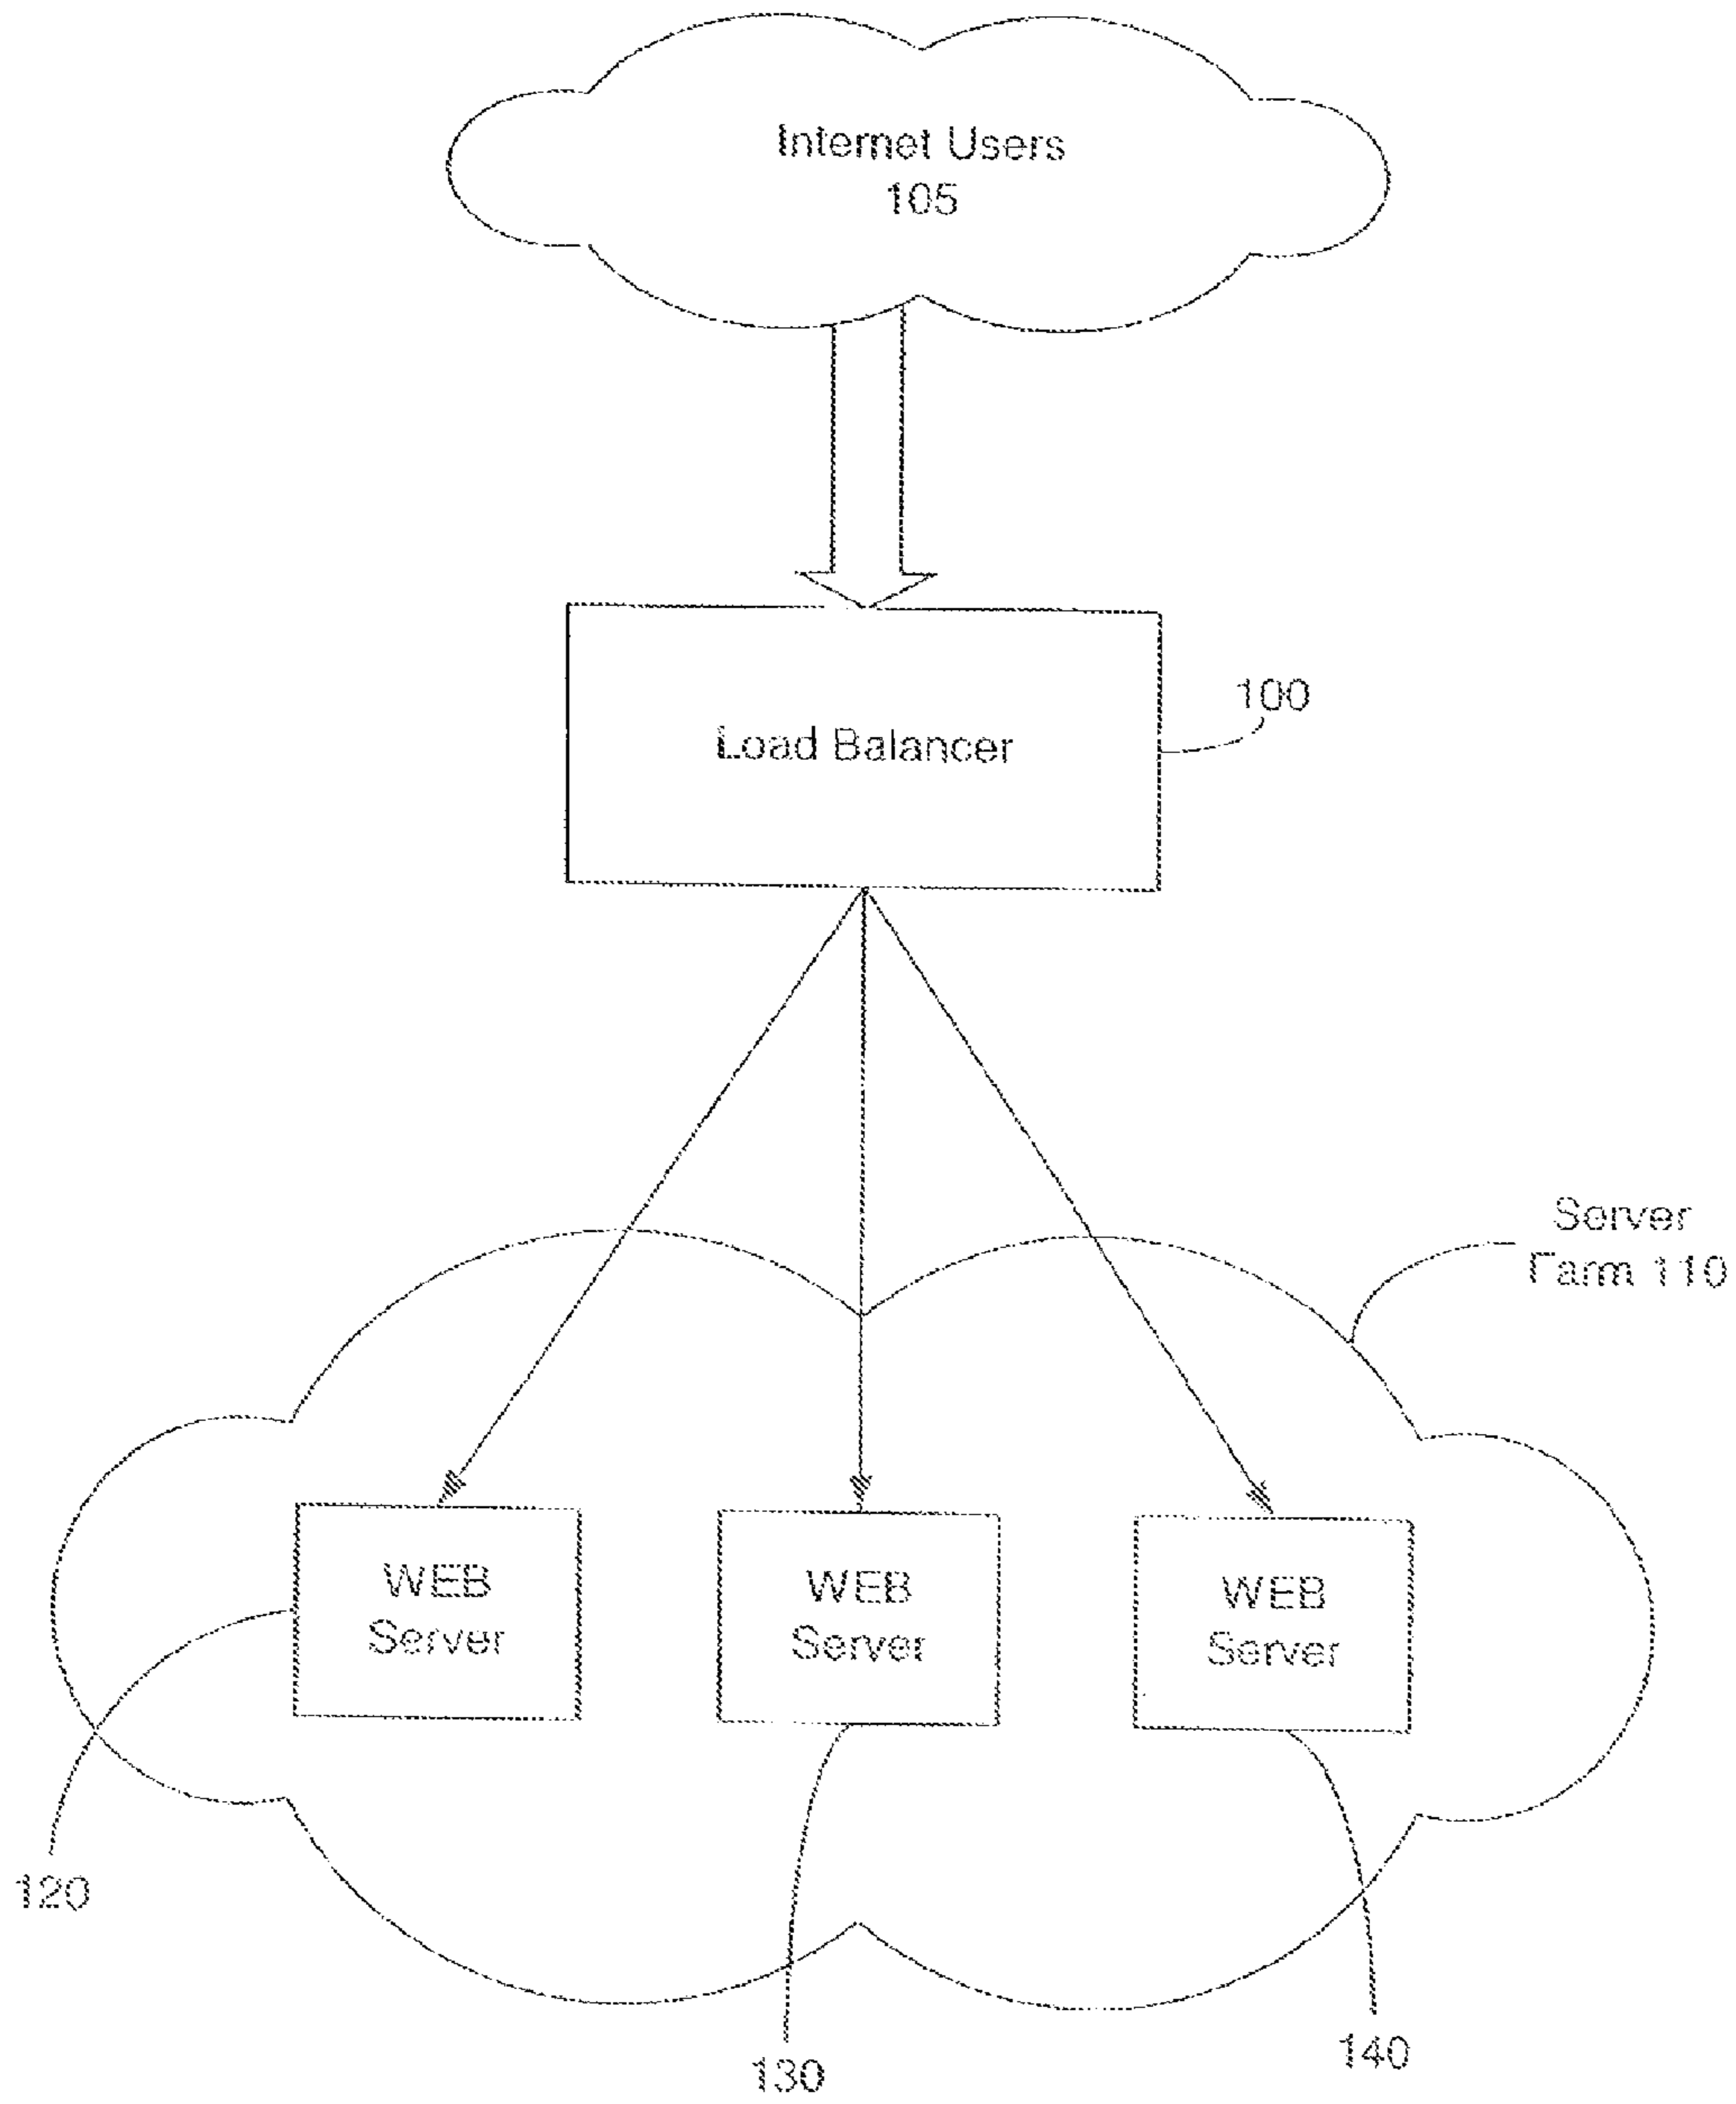 Internet Users
105
100
Load Balancer
Server
Farm 110
WEB
Server
WEB
Server
WEB
Server
120
130
140